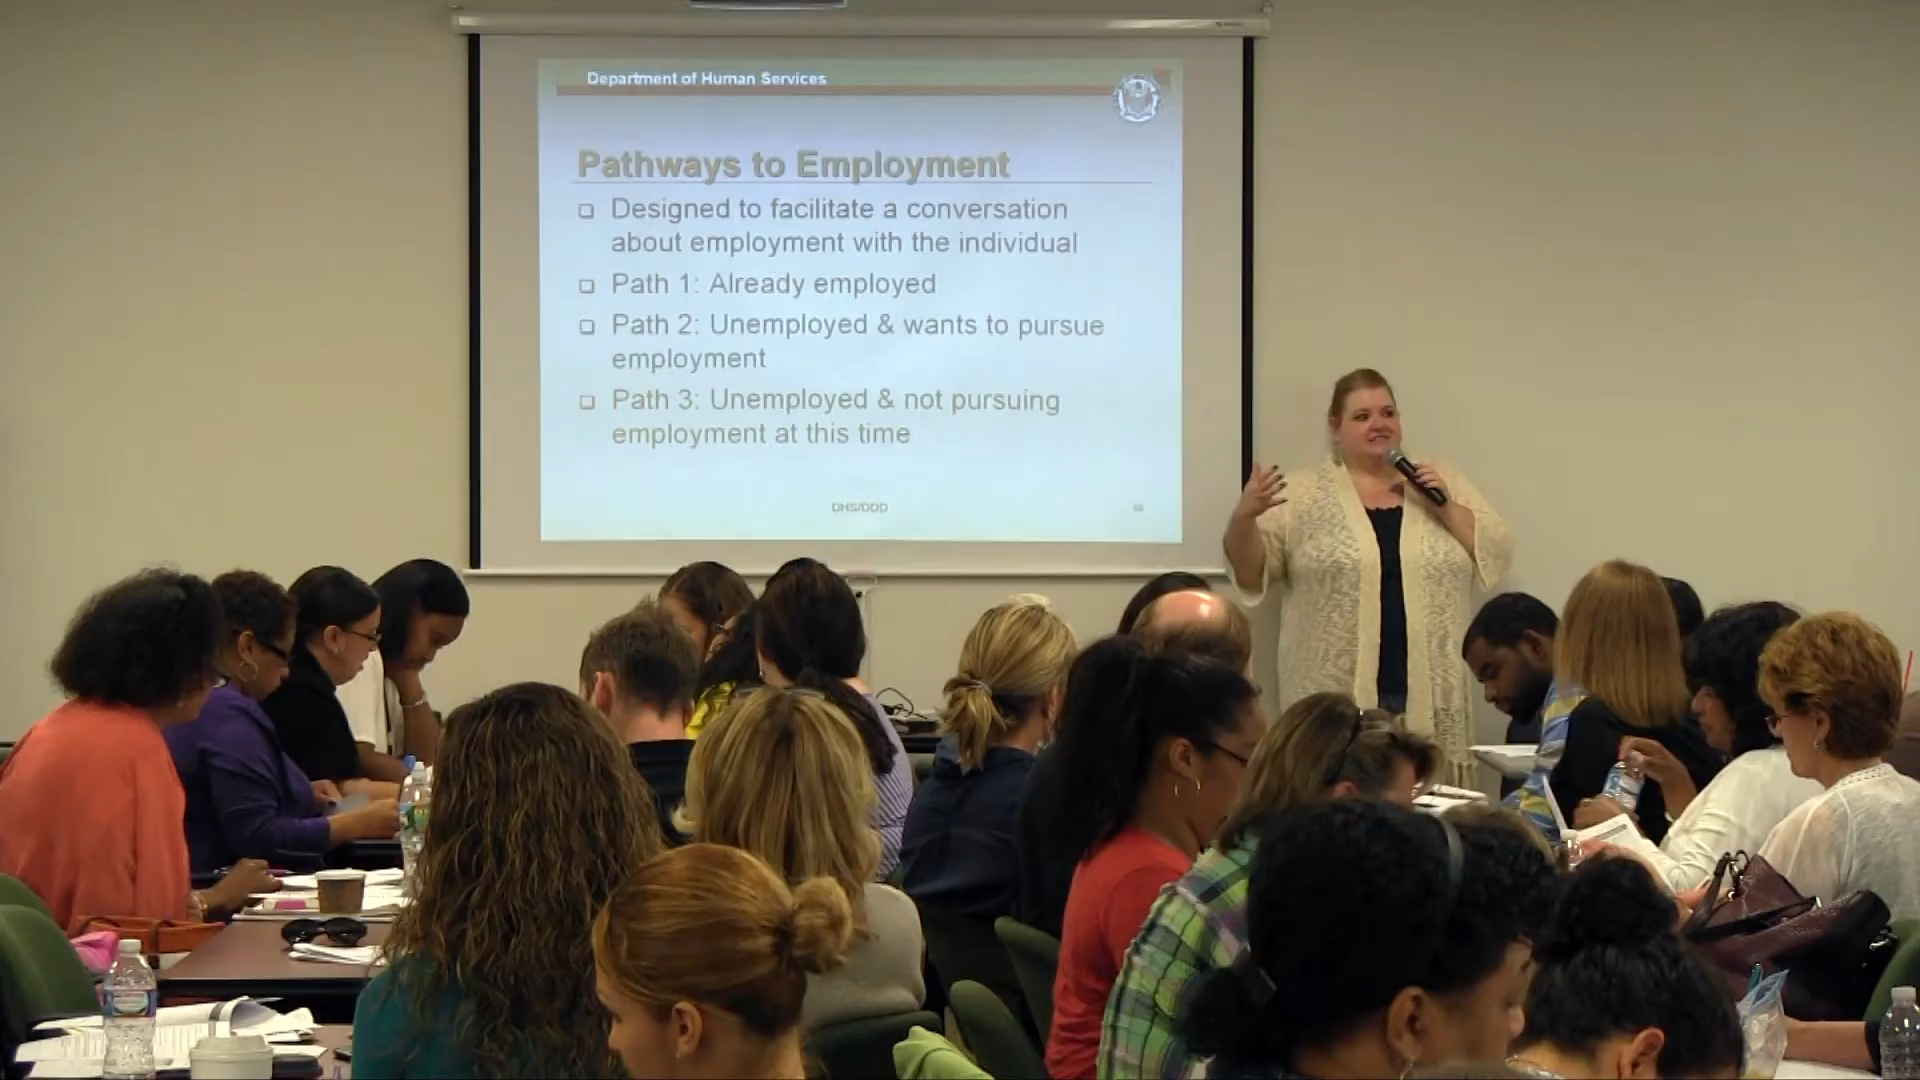 Department of Human Services
Pathways to Employment
Designed to facilitate a conversation
about employment with the individual
Path 1: Already employed
Path 2: Unemployed & wants to pursue
employment
Path 3: Unemployed & not pursuing
employment at this time
DHS/DDD